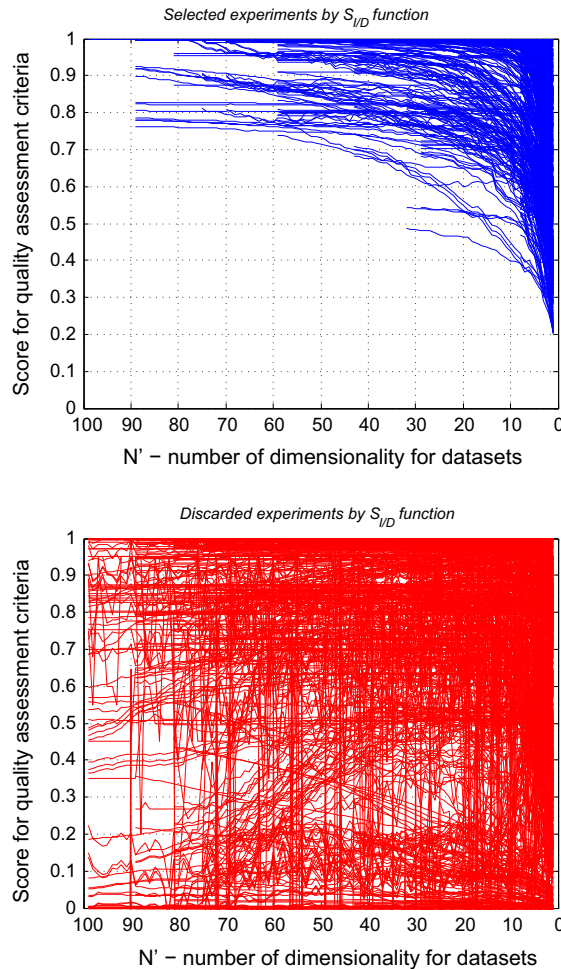 Selected experiments by S_I/D function
Score for quality assessment criteria
1
0.9
0.8
0.7
0.6
0.5
0.4
0.3
0.2
0.1
0
100 90 80 70 60 50 40 30 20 10 0
N' − number of dimensionality for datasets
Discarded experiments by S_I/D function
Score for quality assessment criteria
1
0.9
0.8
0.7
0.6
0.5
0.4
0.3
0.2
0.1
0
100 90 80 70 60 50 40 30 20 10 0
N' − number of dimensionality for datasets